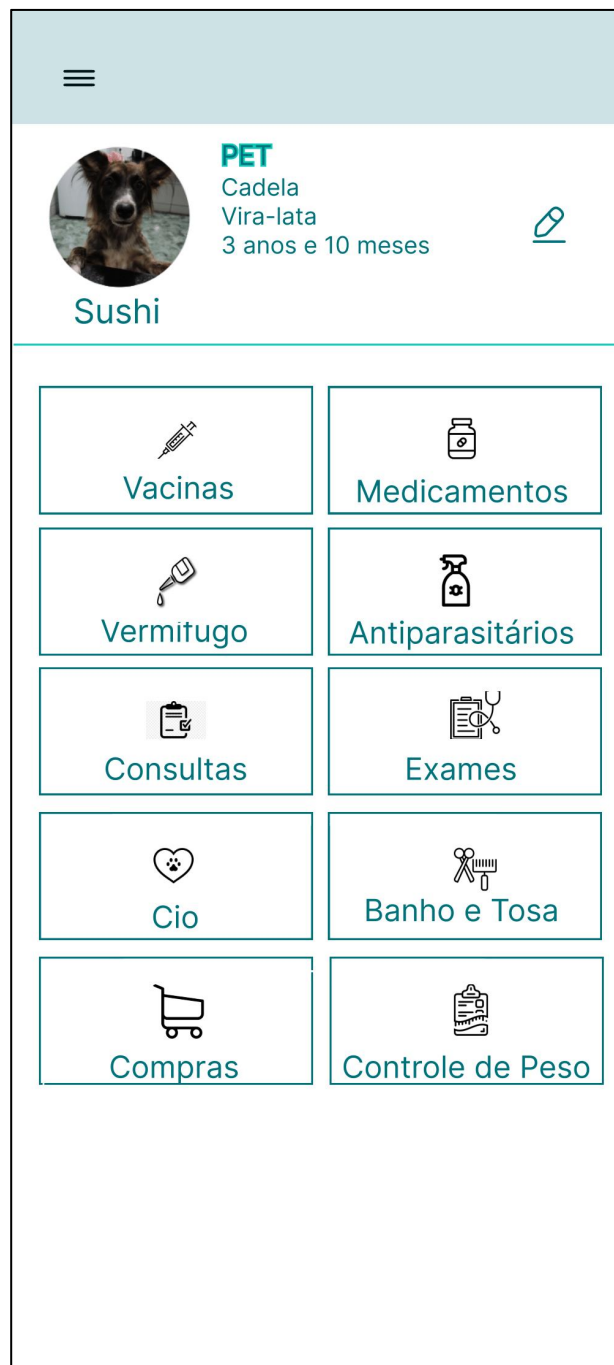 PET
Cadela
Vira-lata
3 anos e 10 meses
Sushi
Vacinas
Medicamentos
Vermífugo
Antiparasitários
Consultas
Exames
Cio
Banho e Tosa
Compras
Controle de Peso